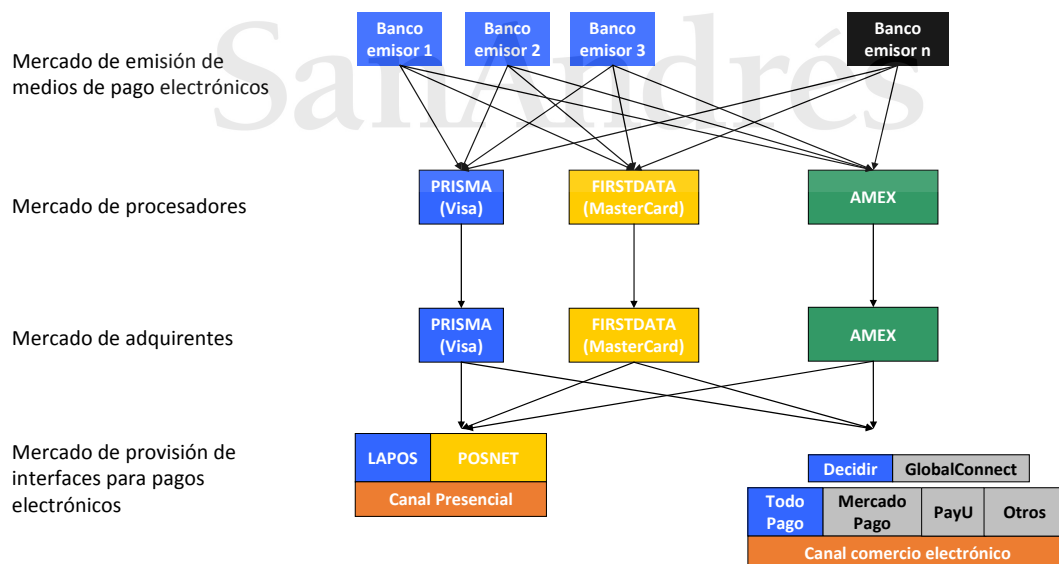 SanAndrés
Banco
emisor 1
Banco
emisor 2
Banco
emisor 3
Banco
emisor n
Mercado de emisión de
medios de pago electrónicos
Mercado de procesadores
PRISMA
(Visa)
FIRSTDATA
(MasterCard)
AMEX
Mercado de adquirentes
PRISMA
(Visa)
FIRSTDATA
(MasterCard)
AMEX
Mercado de provisión de
interfaces para pagos
electrónicos
LAPOS
POSNET
Canal Presencial
Decidir
GlobalConnect
Todo
Pago
Mercado
Pago
PayU
Otros
Canal comercio electrónico